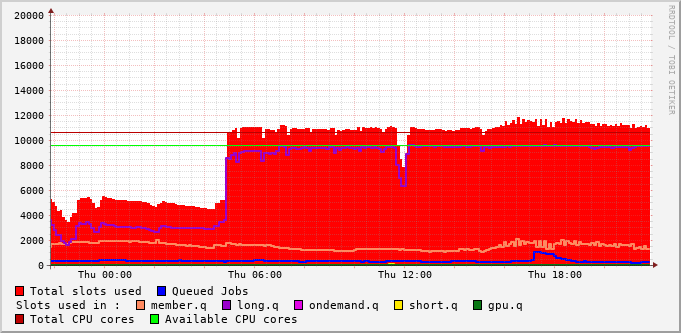 RRDTOOL / TOBI OETIKER
20000
18000
16000
14000
12000
10000
8000
6000
4000
2000
0
Thu 00:00 Thu 06:00 Thu 12:00 Thu 18:00
Total slots used Queued Jobs
Slots used in : member.q long.q ondemand.q short.q gpu.q
Total CPU cores Available CPU cores